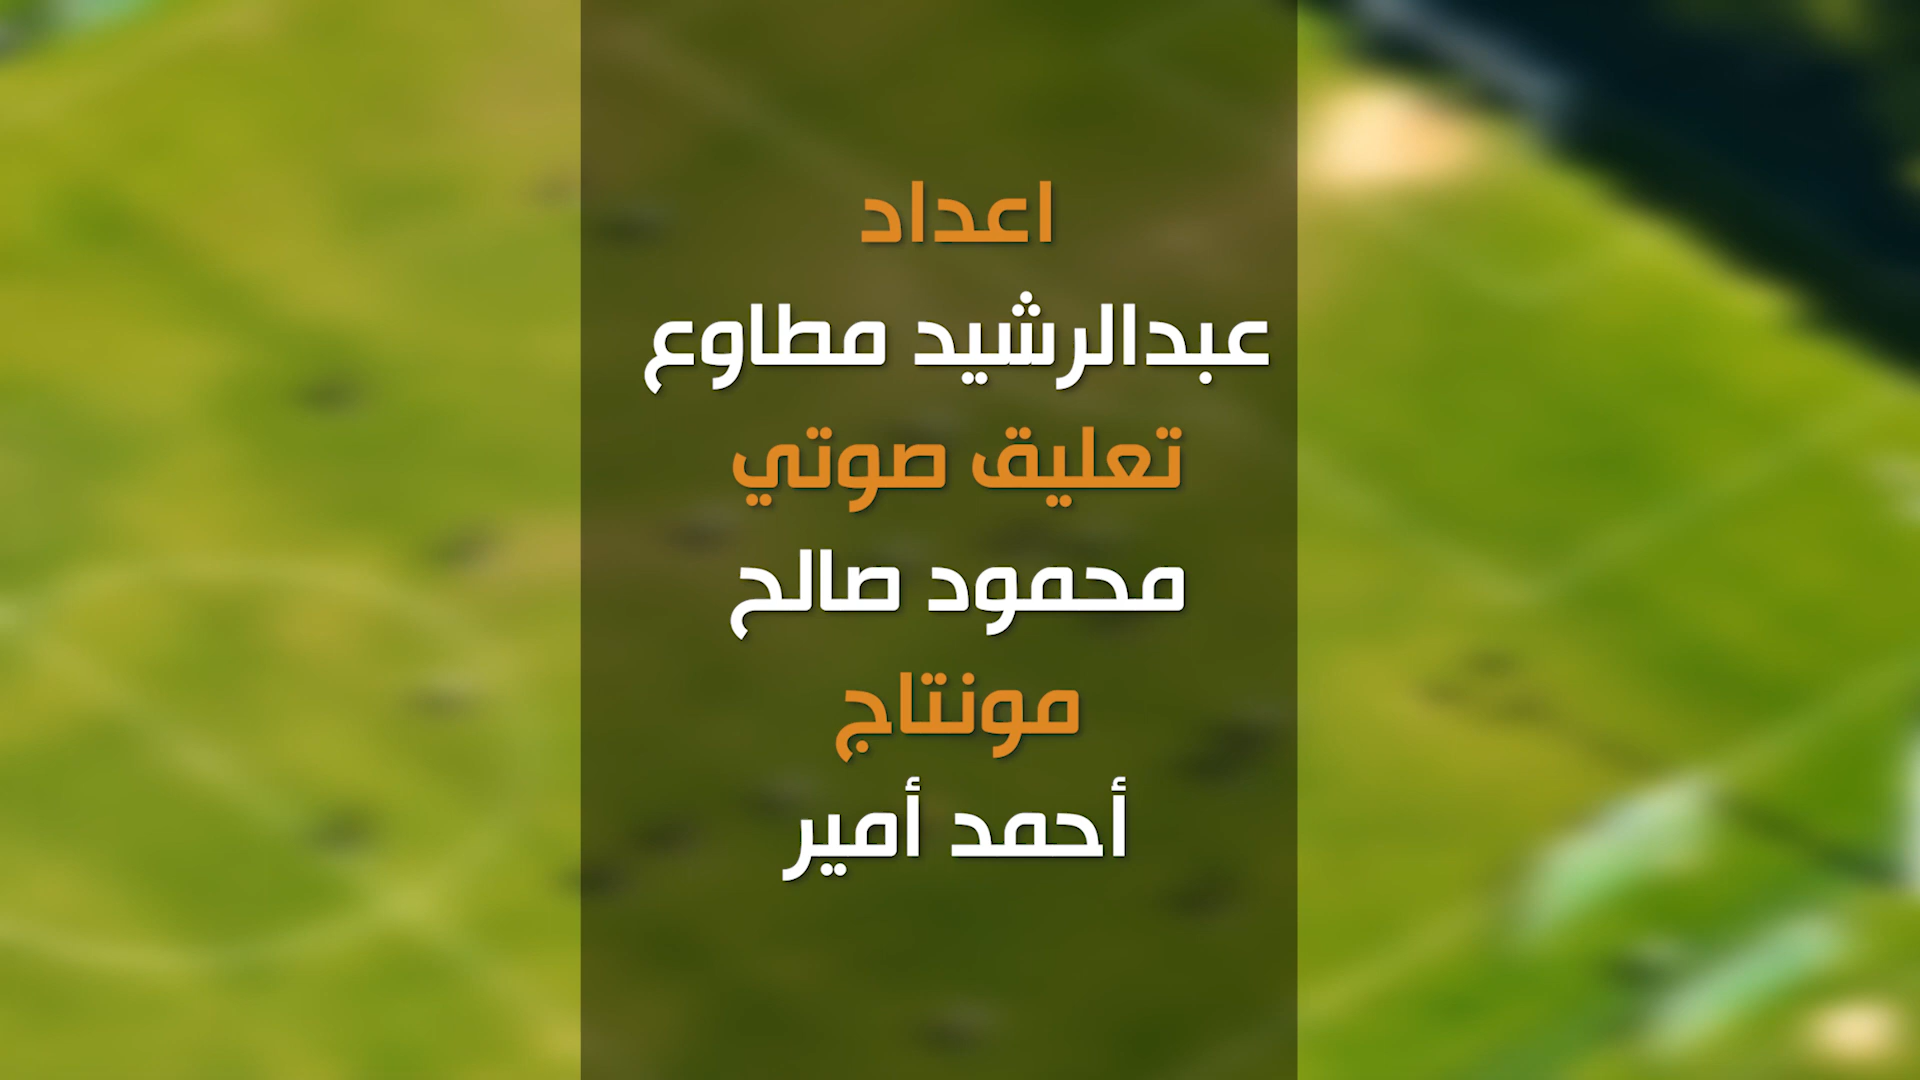 اعداد
عبدالرشيد مطاوع
تعليق صوتي
محمود صالح
مونتاج
أحمد أمير